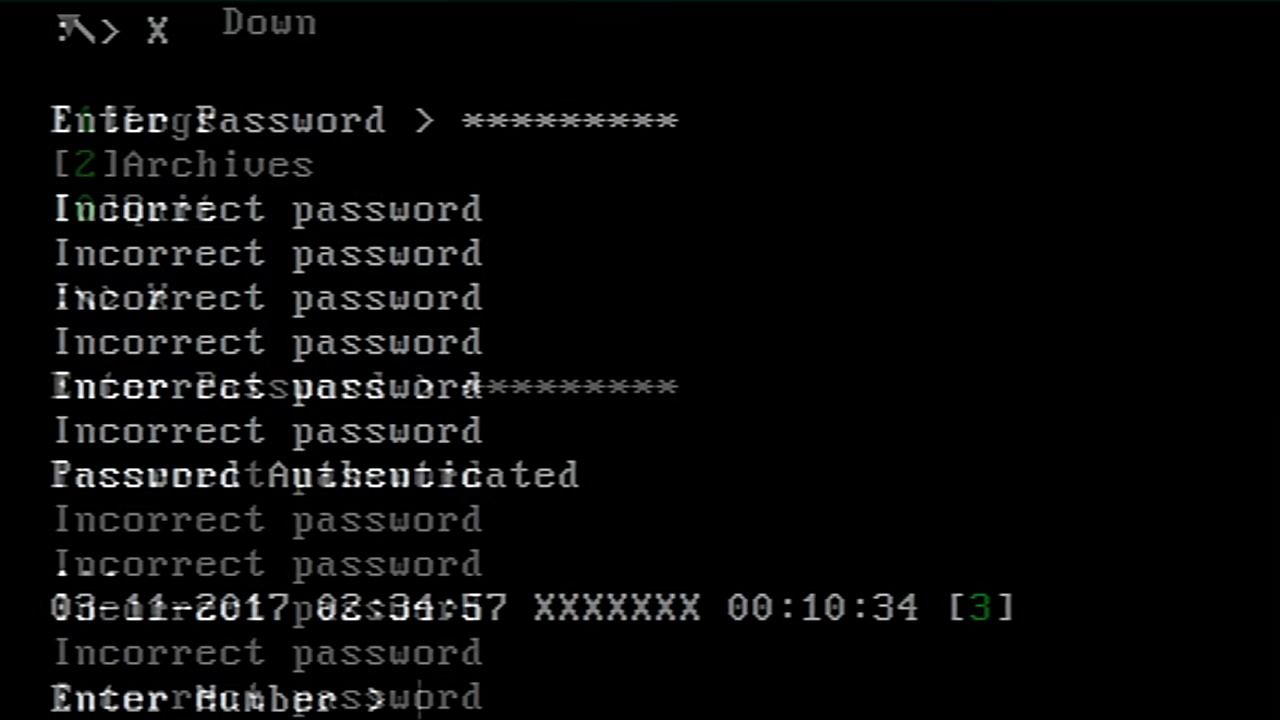 :\> X Down
Enter Password > *********
[2]Archives
Incorrect password
Incorrect password
Incorrect password
Incorrect password
Incorrect password
Incorrect password
Password Authenticated
Incorrect password
Incorrect password
03-11-2017 02:34:57 XXXXXXX 00:10:34 [3]
Incorrect password
Enter Number >